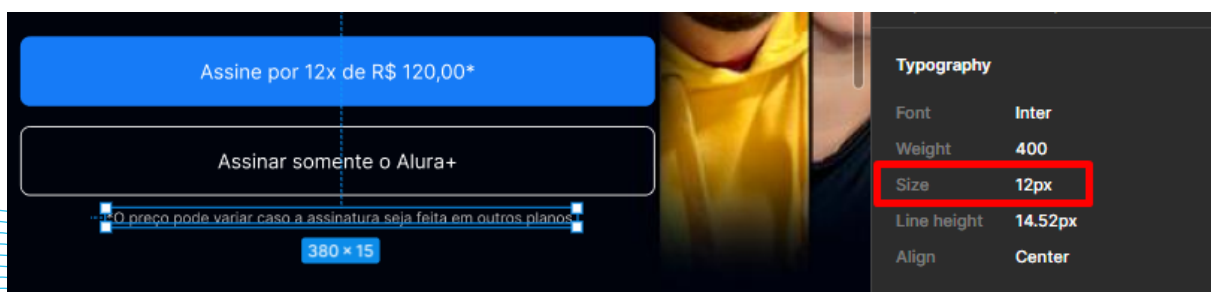 Assine por 12x de R$ 120,00*
Assinar somente o Alura+
*O preço pode variar caso a assinatura seja feita em outros planos.
380 × 15
Typography
Font Inter
Weight 400
Size 12px
Line height 14.52px
Align Center